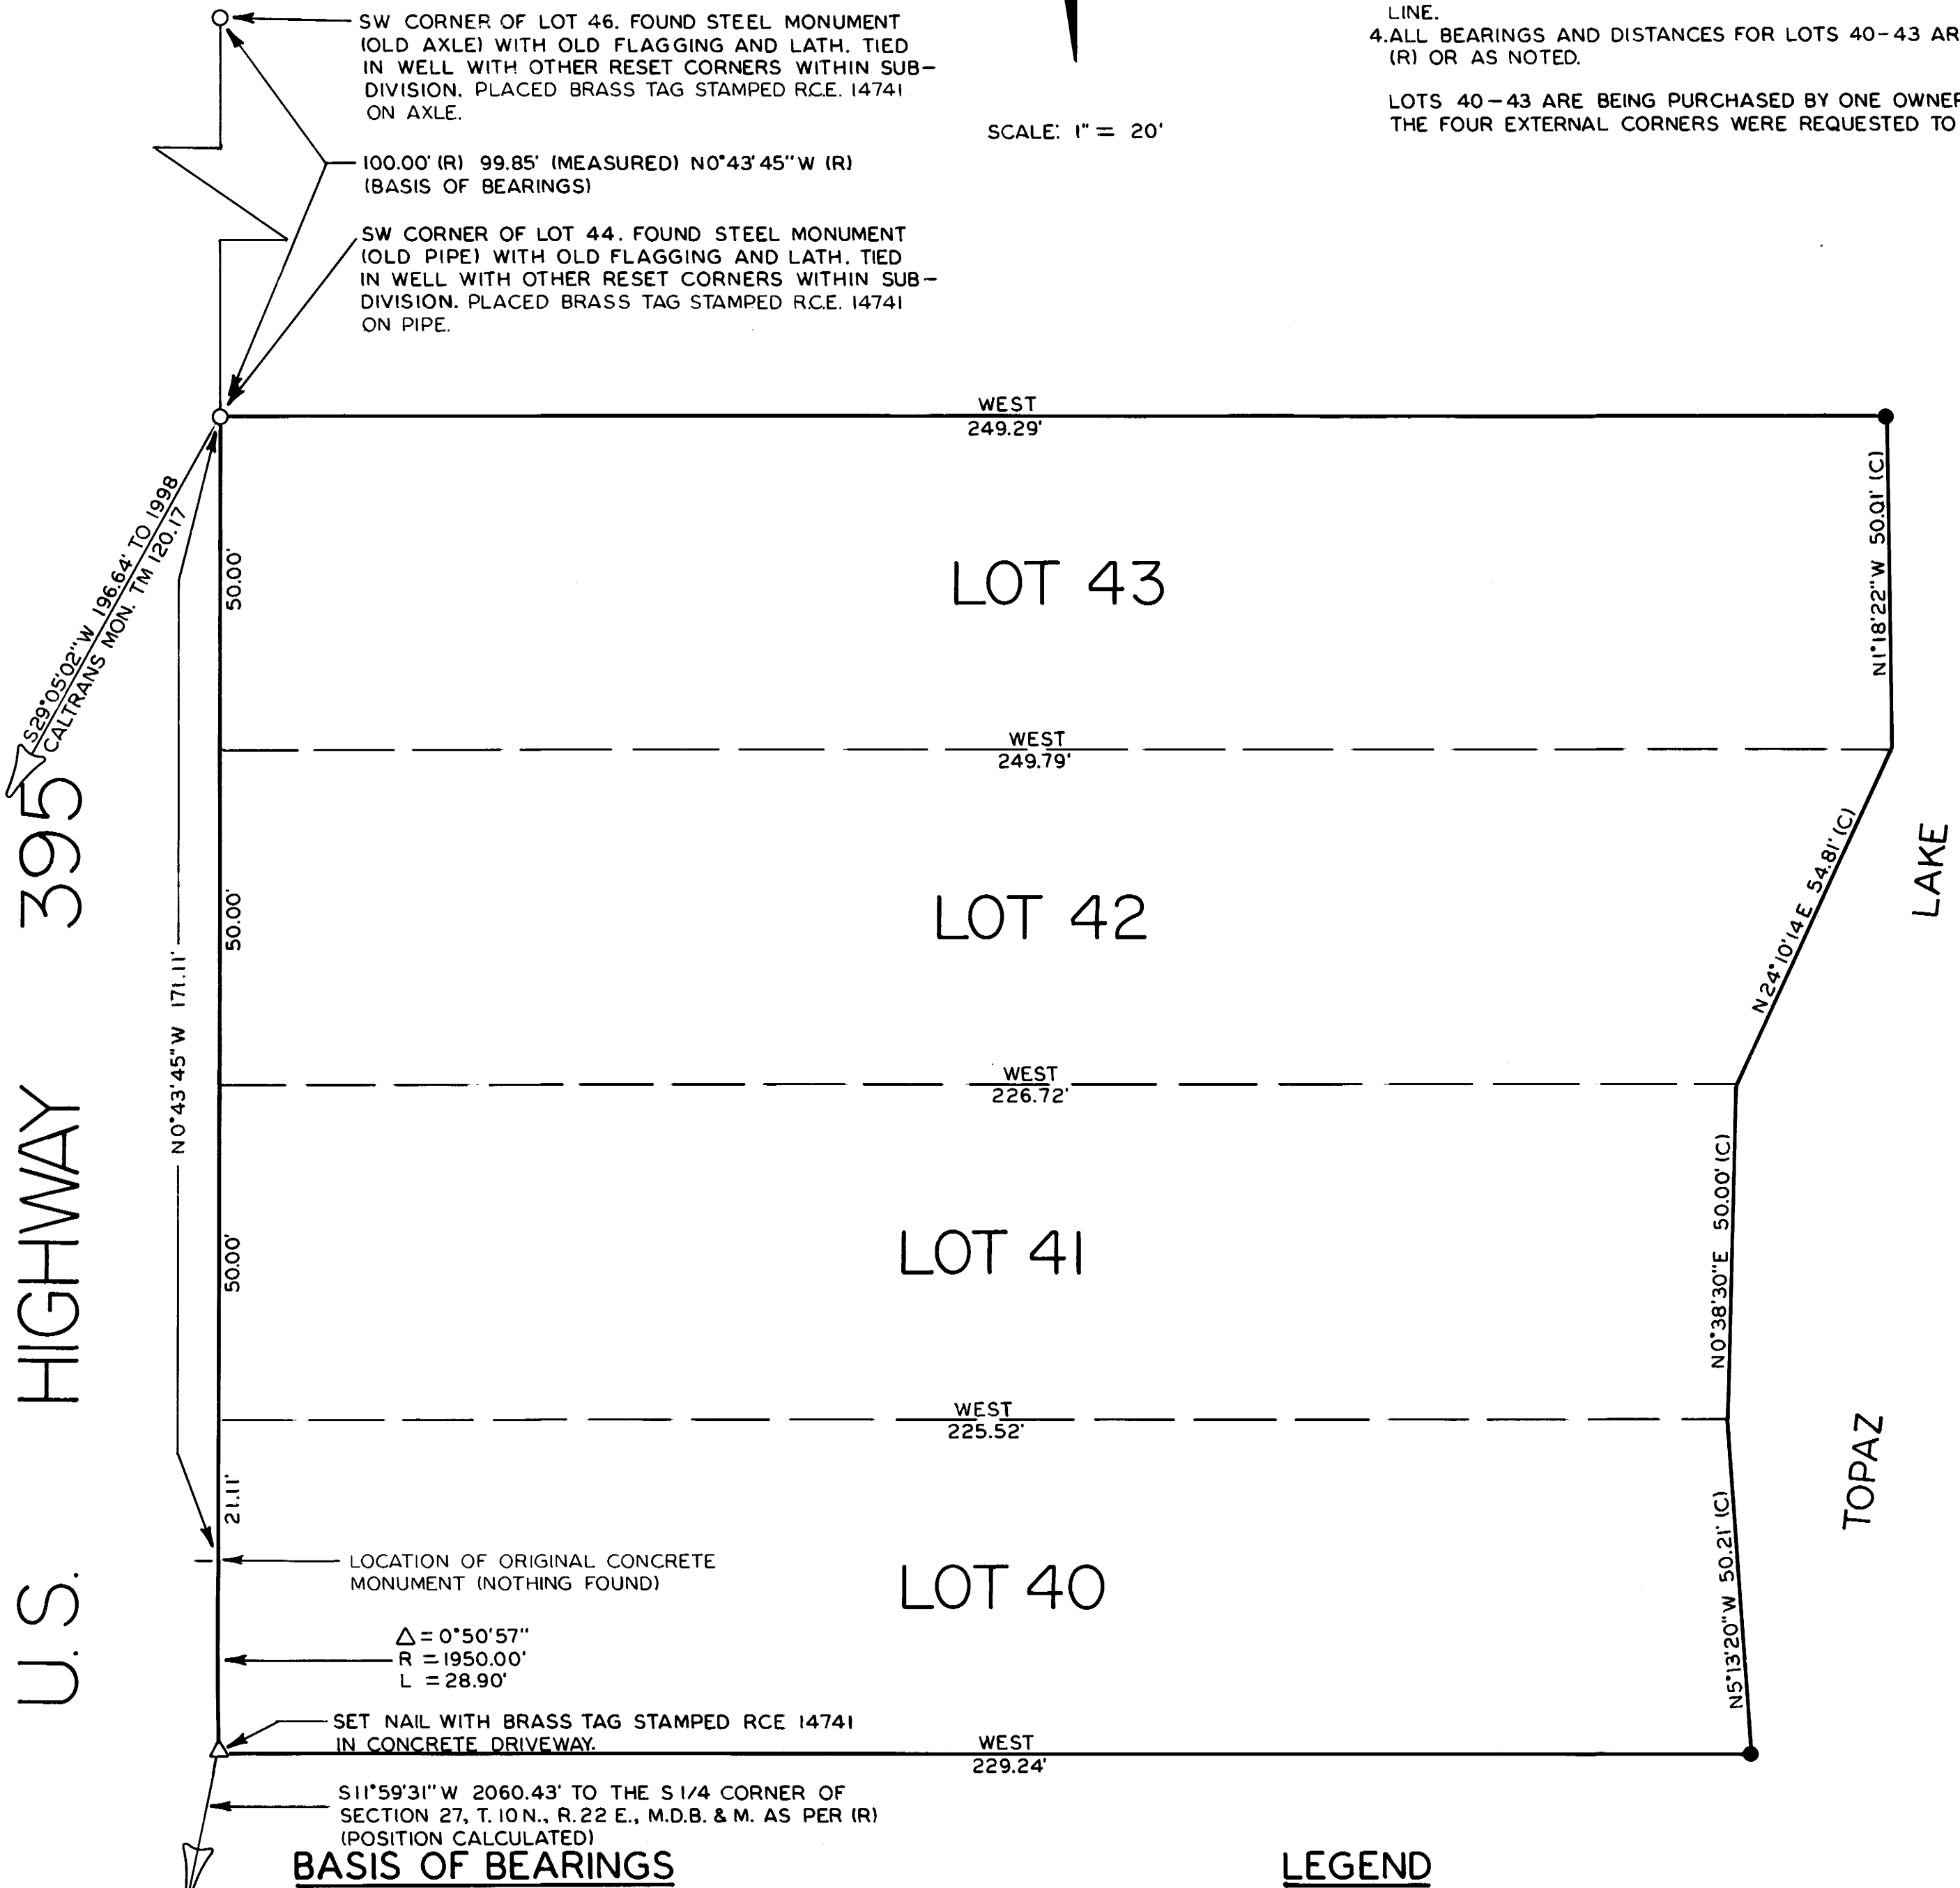 SW CORNER OF LOT 46. FOUND STEEL MONUMENT
(OLD AXLE) WITH OLD FLAGGING AND LATH. TIED
IN WELL WITH OTHER RESET CORNERS WITHIN SUB-
DIVISION. PLACED BRASS TAG STAMPED R.C.E. 14741
ON AXLE.
LINE.
4. ALL BEARINGS AND DISTANCES FOR LOTS 40-43 AR
(R) OR AS NOTED.
LOTS 40-43 ARE BEING PURCHASED BY ONE OWNER
THE FOUR EXTERNAL CORNERS WERE REQUESTED TO
SCALE: 1" = 20'
100.00' (R) 99.85' (MEASURED) N0°43'45"W (R)
(BASIS OF BEARINGS)
SW CORNER OF LOT 44. FOUND STEEL MONUMENT
(OLD PIPE) WITH OLD FLAGGING AND LATH. TIED
IN WELL WITH OTHER RESET CORNERS WITHIN SUB-
DIVISION. PLACED BRASS TAG STAMPED R.C.E. 14741
ON PIPE.
WEST
249.29'
S29°05'02"W 196.64' TO 1998
CALTRANS MON. TM 120.17
50.00'
LOT 43
N1°18'22"W 50.01' (C)
WEST
249.79'
U.S. HIGHWAY 395
N0°43'45"W 171.11'
50.00'
LOT 42
N24°10'14E 54.81' (C)
TOPAZ LAKE
WEST
226.72'
50.00'
LOT 41
N0°38'30"E 50.00' (C)
WEST
225.52'
21.11'
LOCATION OF ORIGINAL CONCRETE
MONUMENT (NOTHING FOUND)
LOT 40
N5°13'20"W 50.21' (C)
△ = 0°50'57"
R = 1950.00'
L = 28.90'
SET NAIL WITH BRASS TAG STAMPED RCE 14741
IN CONCRETE DRIVEWAY.
WEST
229.24'
S11°59'31"W 2060.43' TO THE S 1/4 CORNER OF
SECTION 27, T. 10 N., R. 22 E., M.D.B. & M. AS PER (R)
(POSITION CALCULATED)
BASIS OF BEARINGS
LEGEND